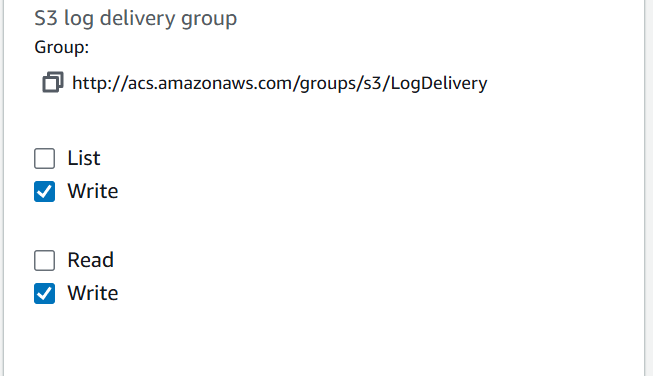 S3 log delivery group
Group:
http://acs.amazonaws.com/groups/s3/LogDelivery
List
Write
Read
Write